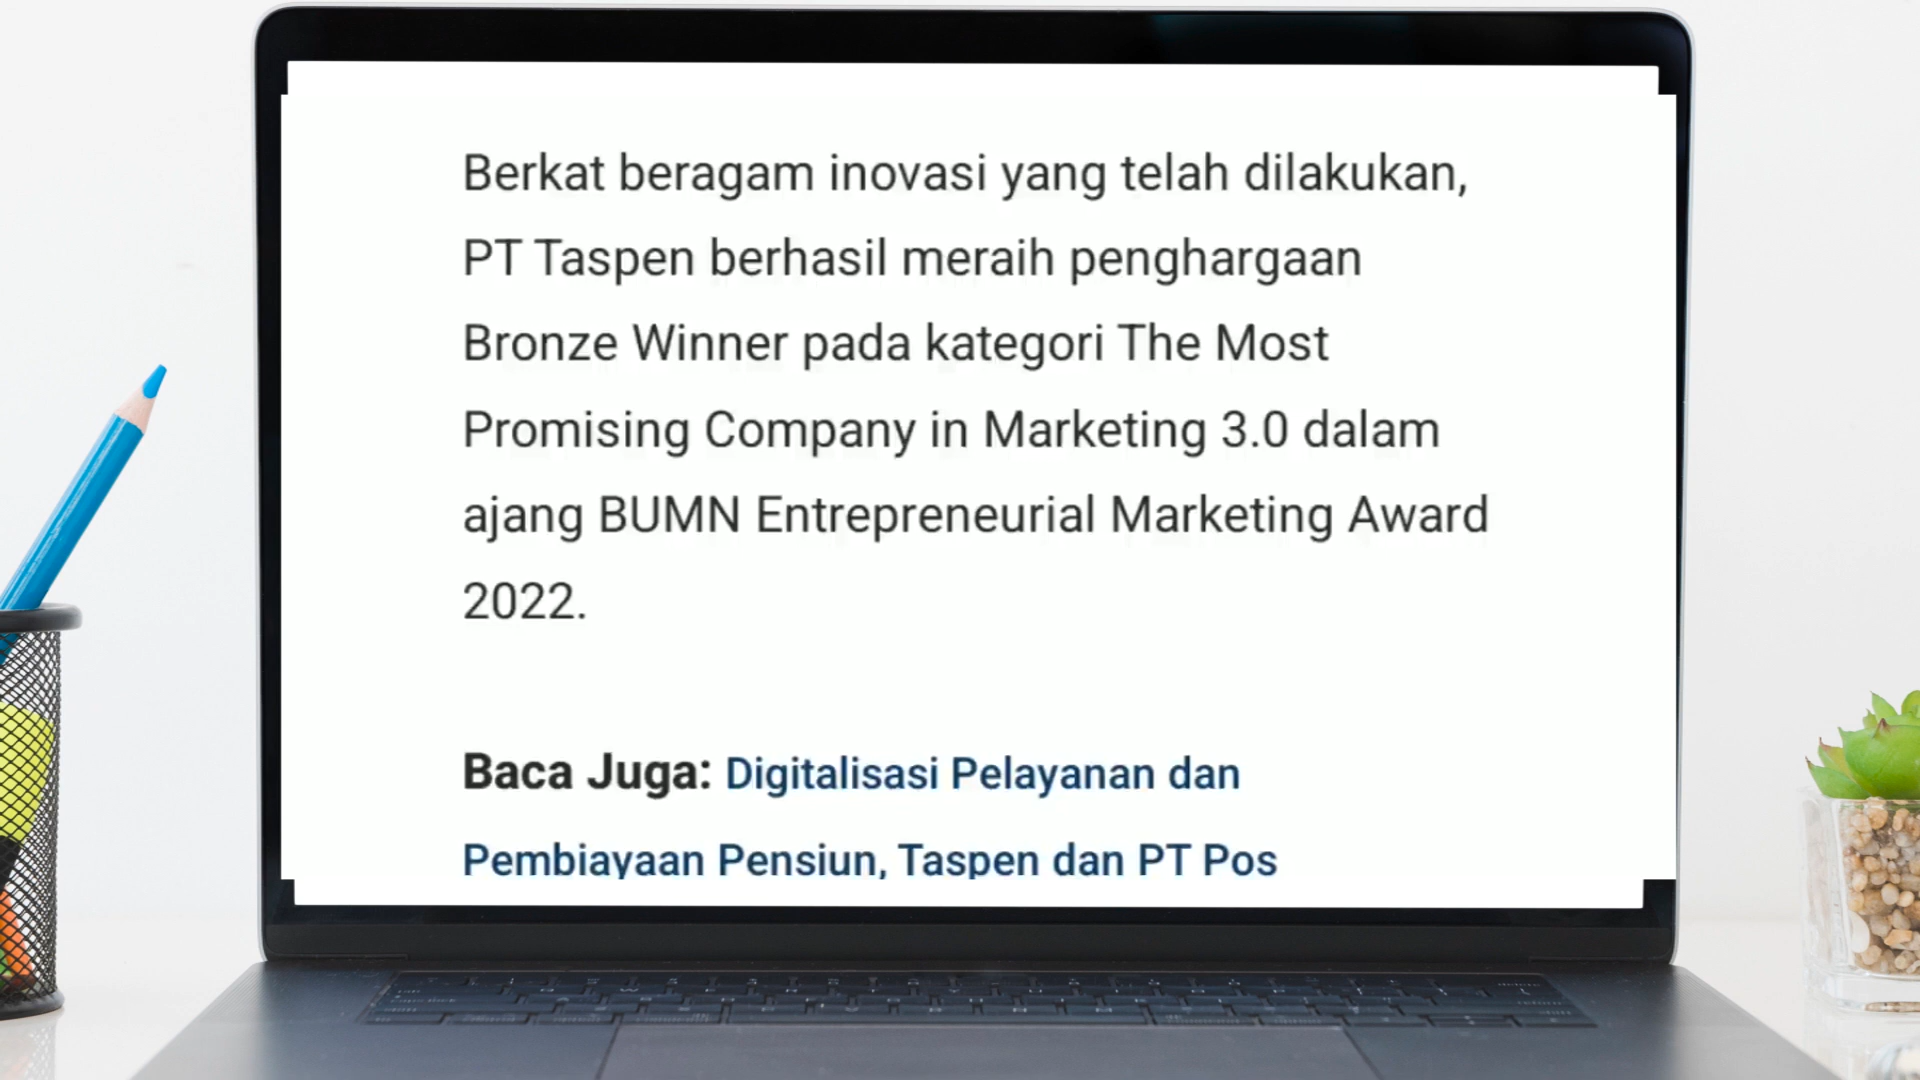 Berkat beragam inovasi yang telah dilakukan,
PT Taspen berhasil meraih penghargaan
Bronze Winner pada kategori The Most
Promising Company in Marketing 3.0 dalam
ajang BUMN Entrepreneurial Marketing Award
2022.
Baca Juga: Digitalisasi Pelayanan dan
Pembiayaan Pensiun, Taspen dan PT Pos